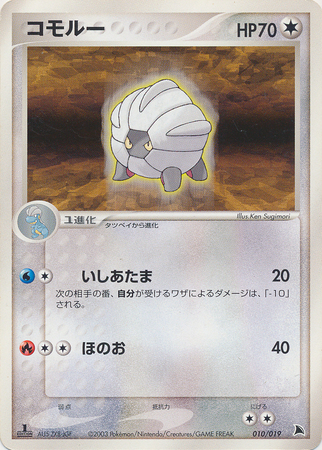 コモルー HP70
Illus.Ken Sugimori
1進化
タツベイから進化
いしあたま 20
次の相手の番、自分が受けるワザによるダメージは、「-10」
される。
ほのお 40
弱点 抵抗力 にげる
1 EDITION
©2003 Pokémon/Nintendo/Creatures/GAME FREAK. 010/019